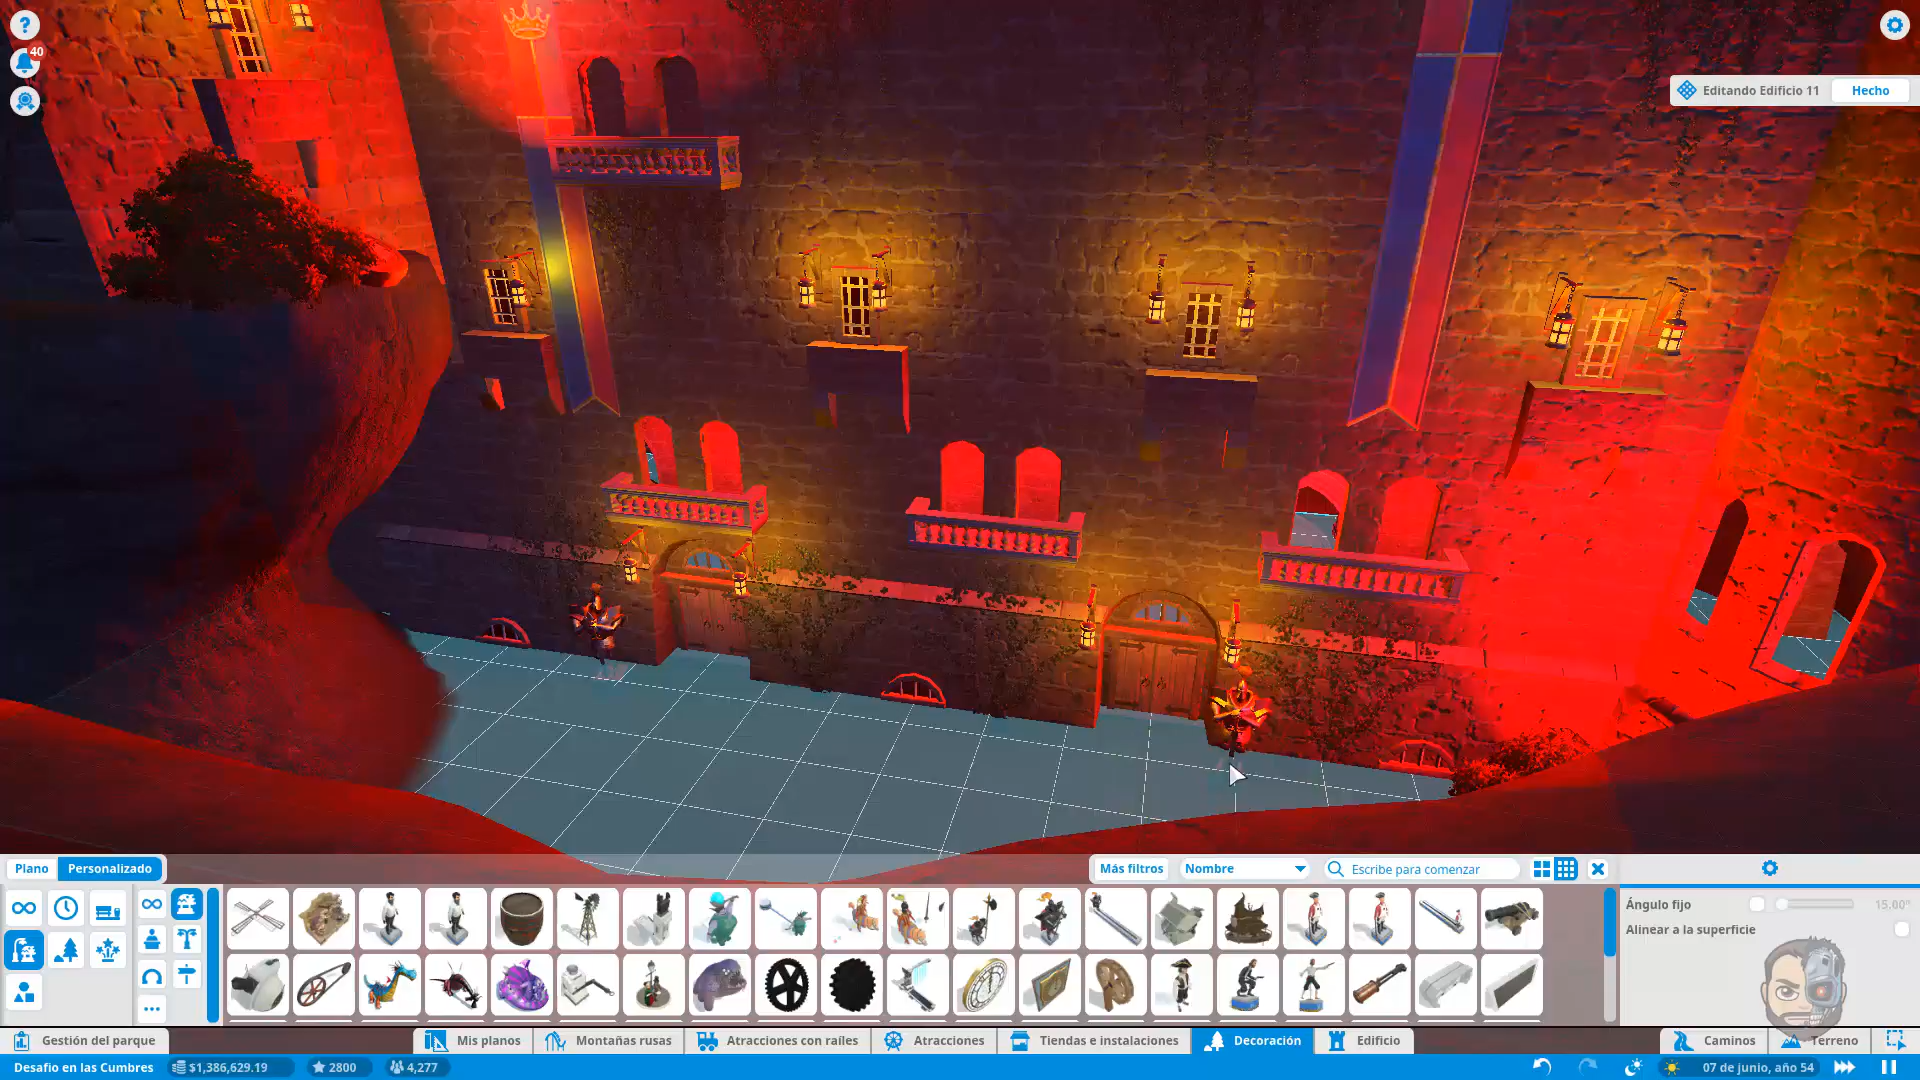 ?
40
Editando Edificio 11
Hecho
Plano
Personalizado
Más filtros
Nombre
Escribe para comenzar
Ángulo fijo
15.00°
Alinear a la superficie
Gestión del parque
Mis planos
Montañas rusas
Atracciones con raíles
Atracciones
Tiendas e instalaciones
Decoración
Edificio
Caminos
Terreno
Desafio en las Cumbres
$1,386,629.19
2800
4,277
07 de junio, año 54